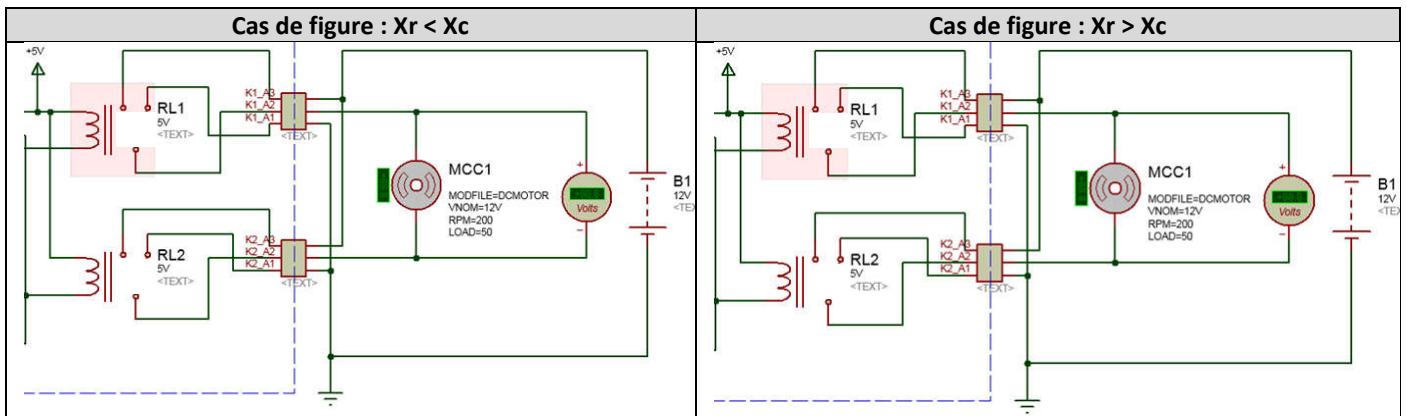 Cas de figure : Xr < Xc
+5V
RL1
5V
<TEXT>
K1_A3
K1_A2
K1_A1
<TEXT>
MCC1
MODFILE=DCMOTOR
VNOM=12V
RPM=200
LOAD=50
+
Volts
−
B1
12V
<TE
RL2
5V
<TEXT>
K2_A3
K2_A2
K2_A1
<TEXT>
Cas de figure : Xr > Xc
+5V
RL1
5V
<TEXT>
K1_A3
K1_A2
K1_A1
<TEXT>
MCC1
MODFILE=DCMOTOR
VNOM=12V
RPM=200
LOAD=50
+
Volts
−
B1
12V
<TE
RL2
5V
<TEXT>
K2_A3
K2_A2
K2_A1
<TEXT>